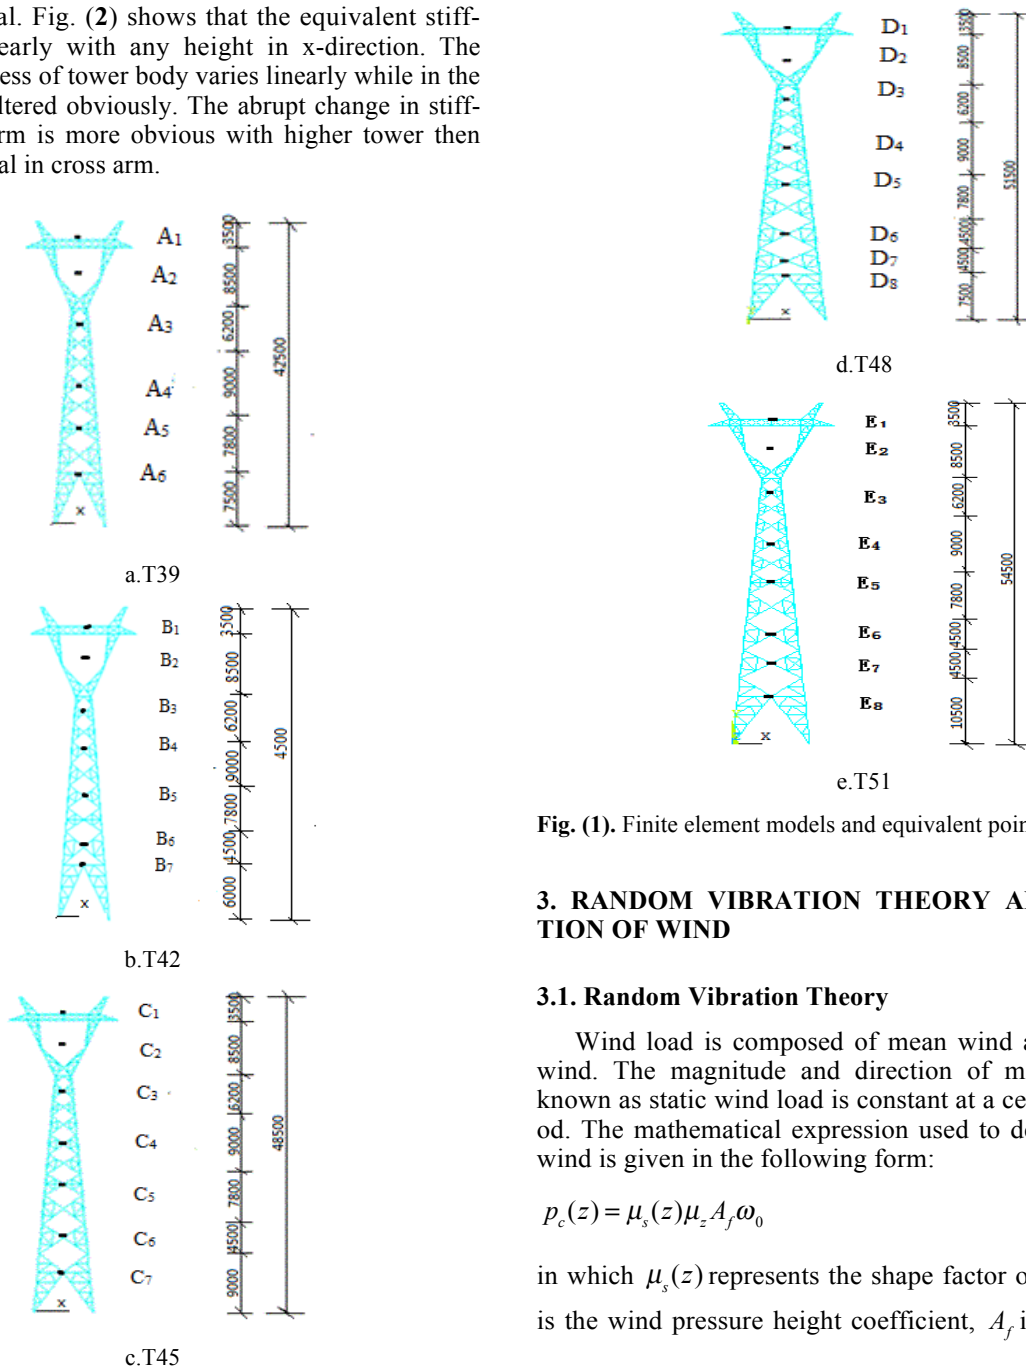 al. Fig. (2) shows that the equivalent stiff-
early with any height in x-direction. The
ess of tower body varies linearly while in the
ltered obviously. The abrupt change in stiff-
rm is more obvious with higher tower then
al in cross arm.
A1
A2
A3
A4
A5
A6
3500
8500
6200
9000
7800
7500
42500
x
a.T39
B1
B2
B3
B4
B5
B6
B7
3500
8500
6200
9000
7800
4500
6000
4500
x
b.T42
C1
C2
C3
C4
C5
C6
C7
3500
8500
6200
9000
7800
4500
9000
48500
x
c.T45
D1
D2
D3
D4
D5
D6
D7
D8
3500
8500
6200
9000
7800
4500
4500
7500
51500
x
d.T48
E1
E2
E3
E4
E5
E6
E7
E8
3500
8500
6200
9000
7800
4500
4500
10500
54500
x
e.T51
Fig. (1). Finite element models and equivalent poin
3. RANDOM VIBRATION THEORY A
TION OF WIND
3.1. Random Vibration Theory
Wind load is composed of mean wind a
wind. The magnitude and direction of m
known as static wind load is constant at a ce
od. The mathematical expression used to de
wind is given in the following form:
p_c(z) = μ_s(z)μ_z A_f ω_0
in which μ_s(z) represents the shape factor o
is the wind pressure height coefficient, A_f i